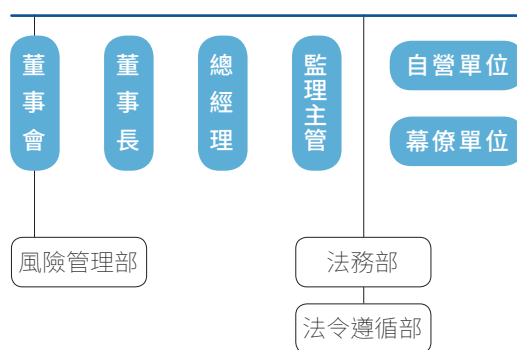 董事會
董事長
總經理
監理主管
自營單位
幕僚單位
風險管理部
法務部
法令遵循部